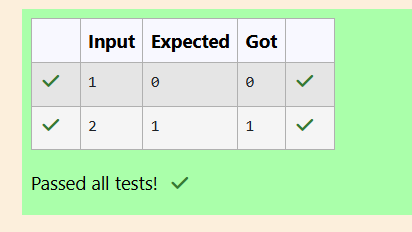 Input Expected Got
1 0 0
2 1 1
Passed all tests!